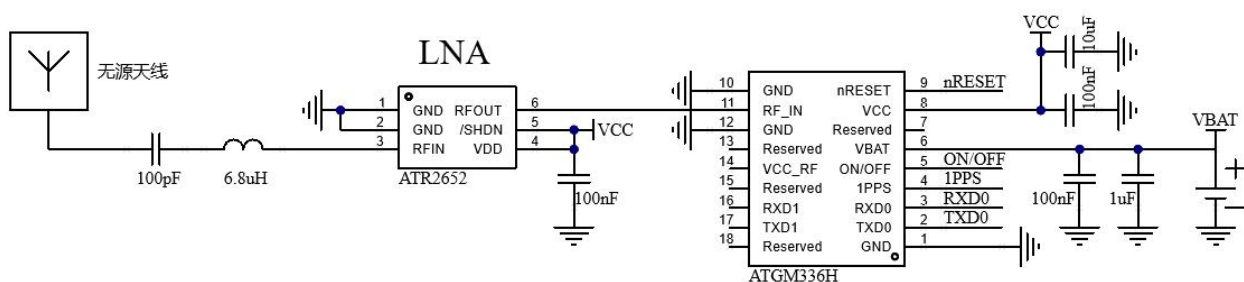 LNA
无源天线
100pF
6.8uH
1 GND RFOUT 6
2 GND /SHDN 5
3 RFIN VDD 4
ATR2652
VCC
100nF
10 GND nRESET 9 nRESET
11 RF_IN VCC 8
12 GND Reserved 7
13 Reserved VBAT 6
14 VCC_RF ON/OFF 5 ON/OFF
15 Reserved 1PPS 4 1PPS
16 RXD1 RXD0 3 RXD0
17 TXD1 TXD0 2 TXD0
18 Reserved GND 1
ATGM336H
VCC
10uF
100nF
VBAT
100nF
1uF